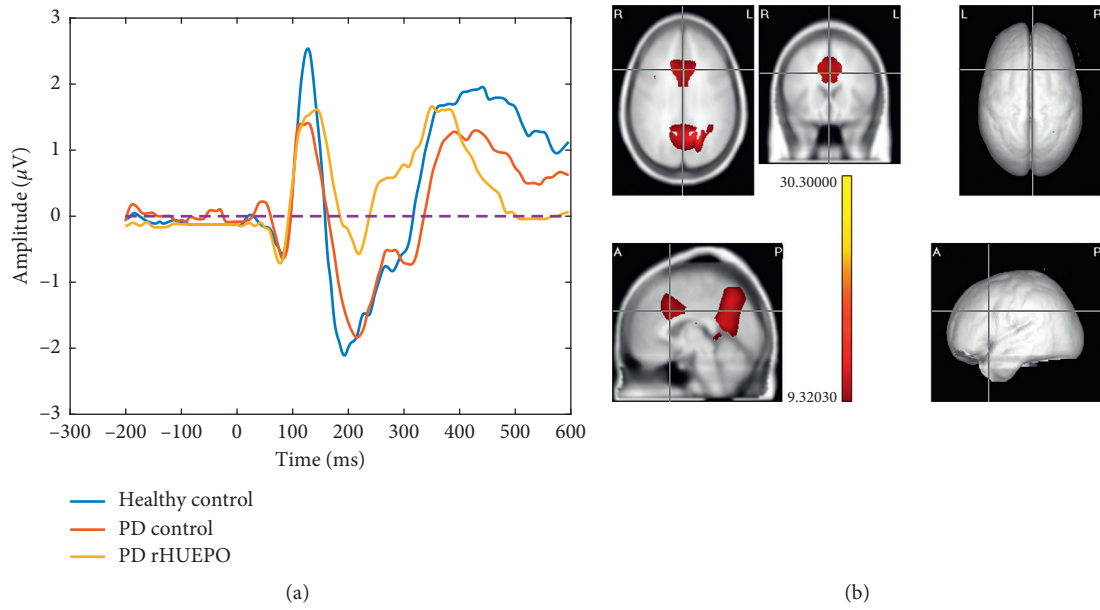 3
2
1
0
−1
−2
−3
Amplitude (μV)
−300 −200 −100 0 100 200 300 400 500 600
Time (ms)
Healthy control
PD control
PD rHUEPO
(a)
R L
R L
L P
30.30000
9.32030
A P
A P
(b)